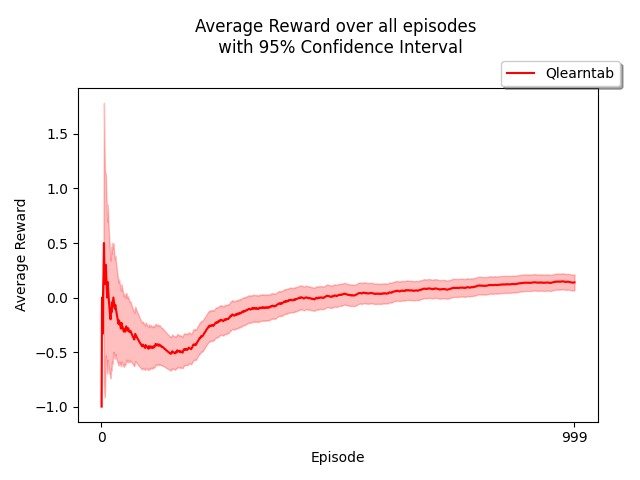 Average Reward over all episodes
with 95% Confidence Interval
Qlearntab
Average Reward
1.5
1.0
0.5
0.0
−0.5
−1.0
0
999
Episode